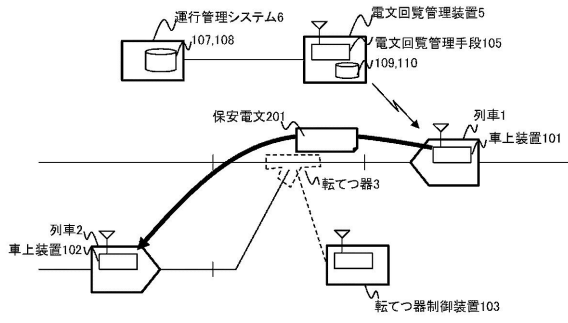 運行管理システム6
107,108
電文回覧管理装置5
電文回覧管理手段105
109,110
保安電文201
列車1
車上装置101
転てつ器3
列車2
車上装置102
転てつ器制御装置103